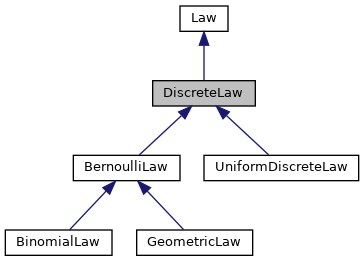 Law
DiscreteLaw
BernoulliLaw
UniformDiscreteLaw
BinomialLaw
GeometricLaw